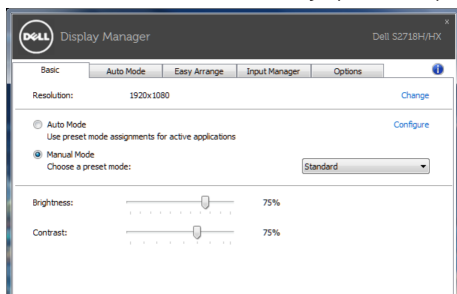 DELL Display Manager Dell S2718H/HX x
Basic Auto Mode Easy Arrange Input Manager Options i
Resolution: 1920x1080 Change
Auto Mode Configure
Use preset mode assignments for active applications
Manual Mode
Choose a preset mode: Standard
Brightness: 75%
Contrast: 75%